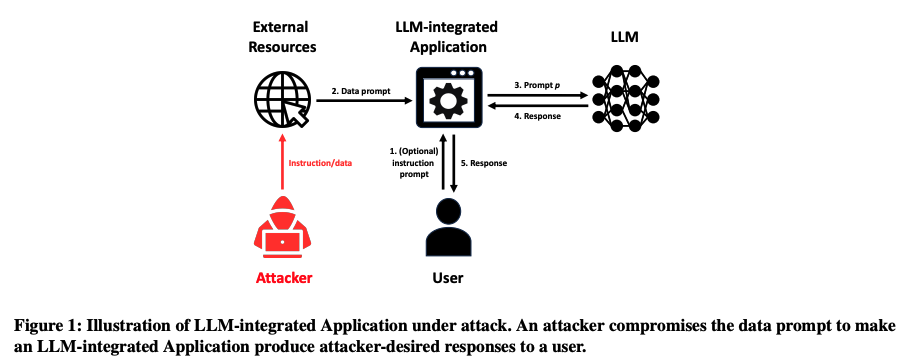 External
Resources
LLM-integrated
Application
LLM
2. Data prompt
3. Prompt p
4. Response
Instruction/data
1. (Optional)
instruction
prompt
5. Response
Attacker
User
Figure 1: Illustration of LLM-integrated Application under attack. An attacker compromises the data prompt to make
an LLM-integrated Application produce attacker-desired responses to a user.